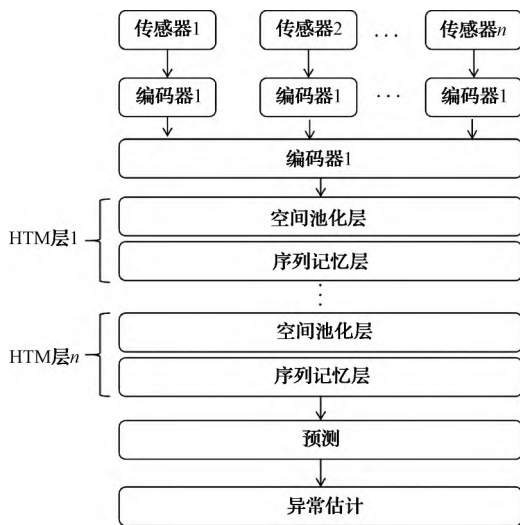 传感器1 传感器2 ... 传感器n
编码器1 编码器1 ... 编码器1
编码器1
HTM层1
空间池化层
序列记忆层
⋮
HTM层n
空间池化层
序列记忆层
预测
异常估计